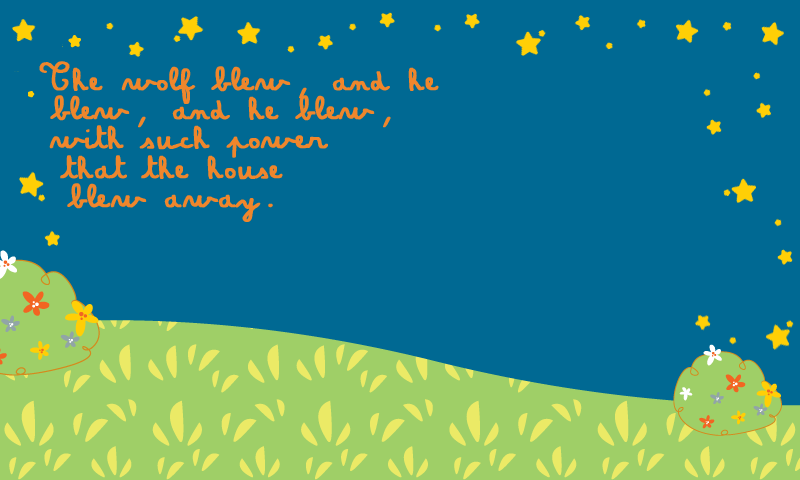 The wolf blew, and he
blew, and he blew,
with such power
that the house
blew away.